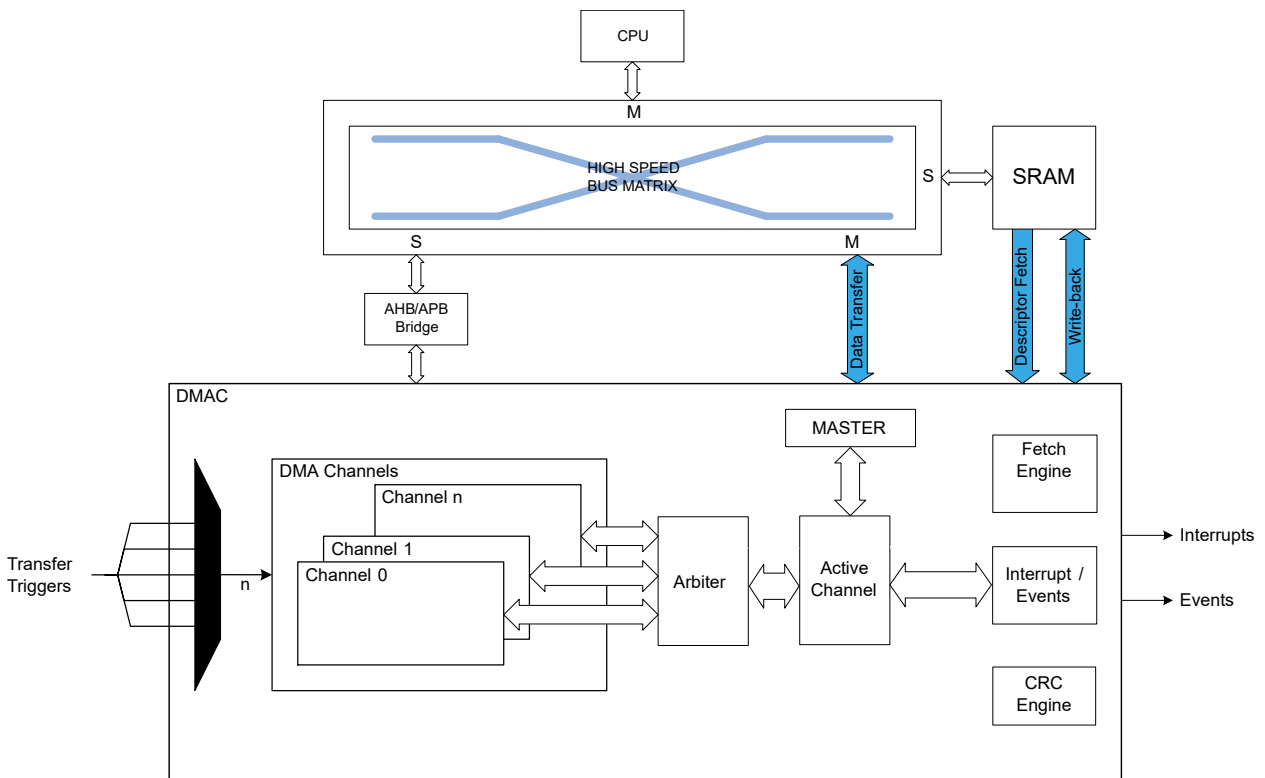 CPU
M
HIGH SPEED
BUS MATRIX
S
SRAM
S
M
AHB/APB
Bridge
Data Transfer
Descriptor Fetch
Write-back
DMAC
MASTER
Fetch
Engine
DMA Channels
Channel n
Channel 1
Channel 0
Transfer
Triggers
n
Arbiter
Active
Channel
Interrupt /
Events
Interrupts
Events
CRC
Engine